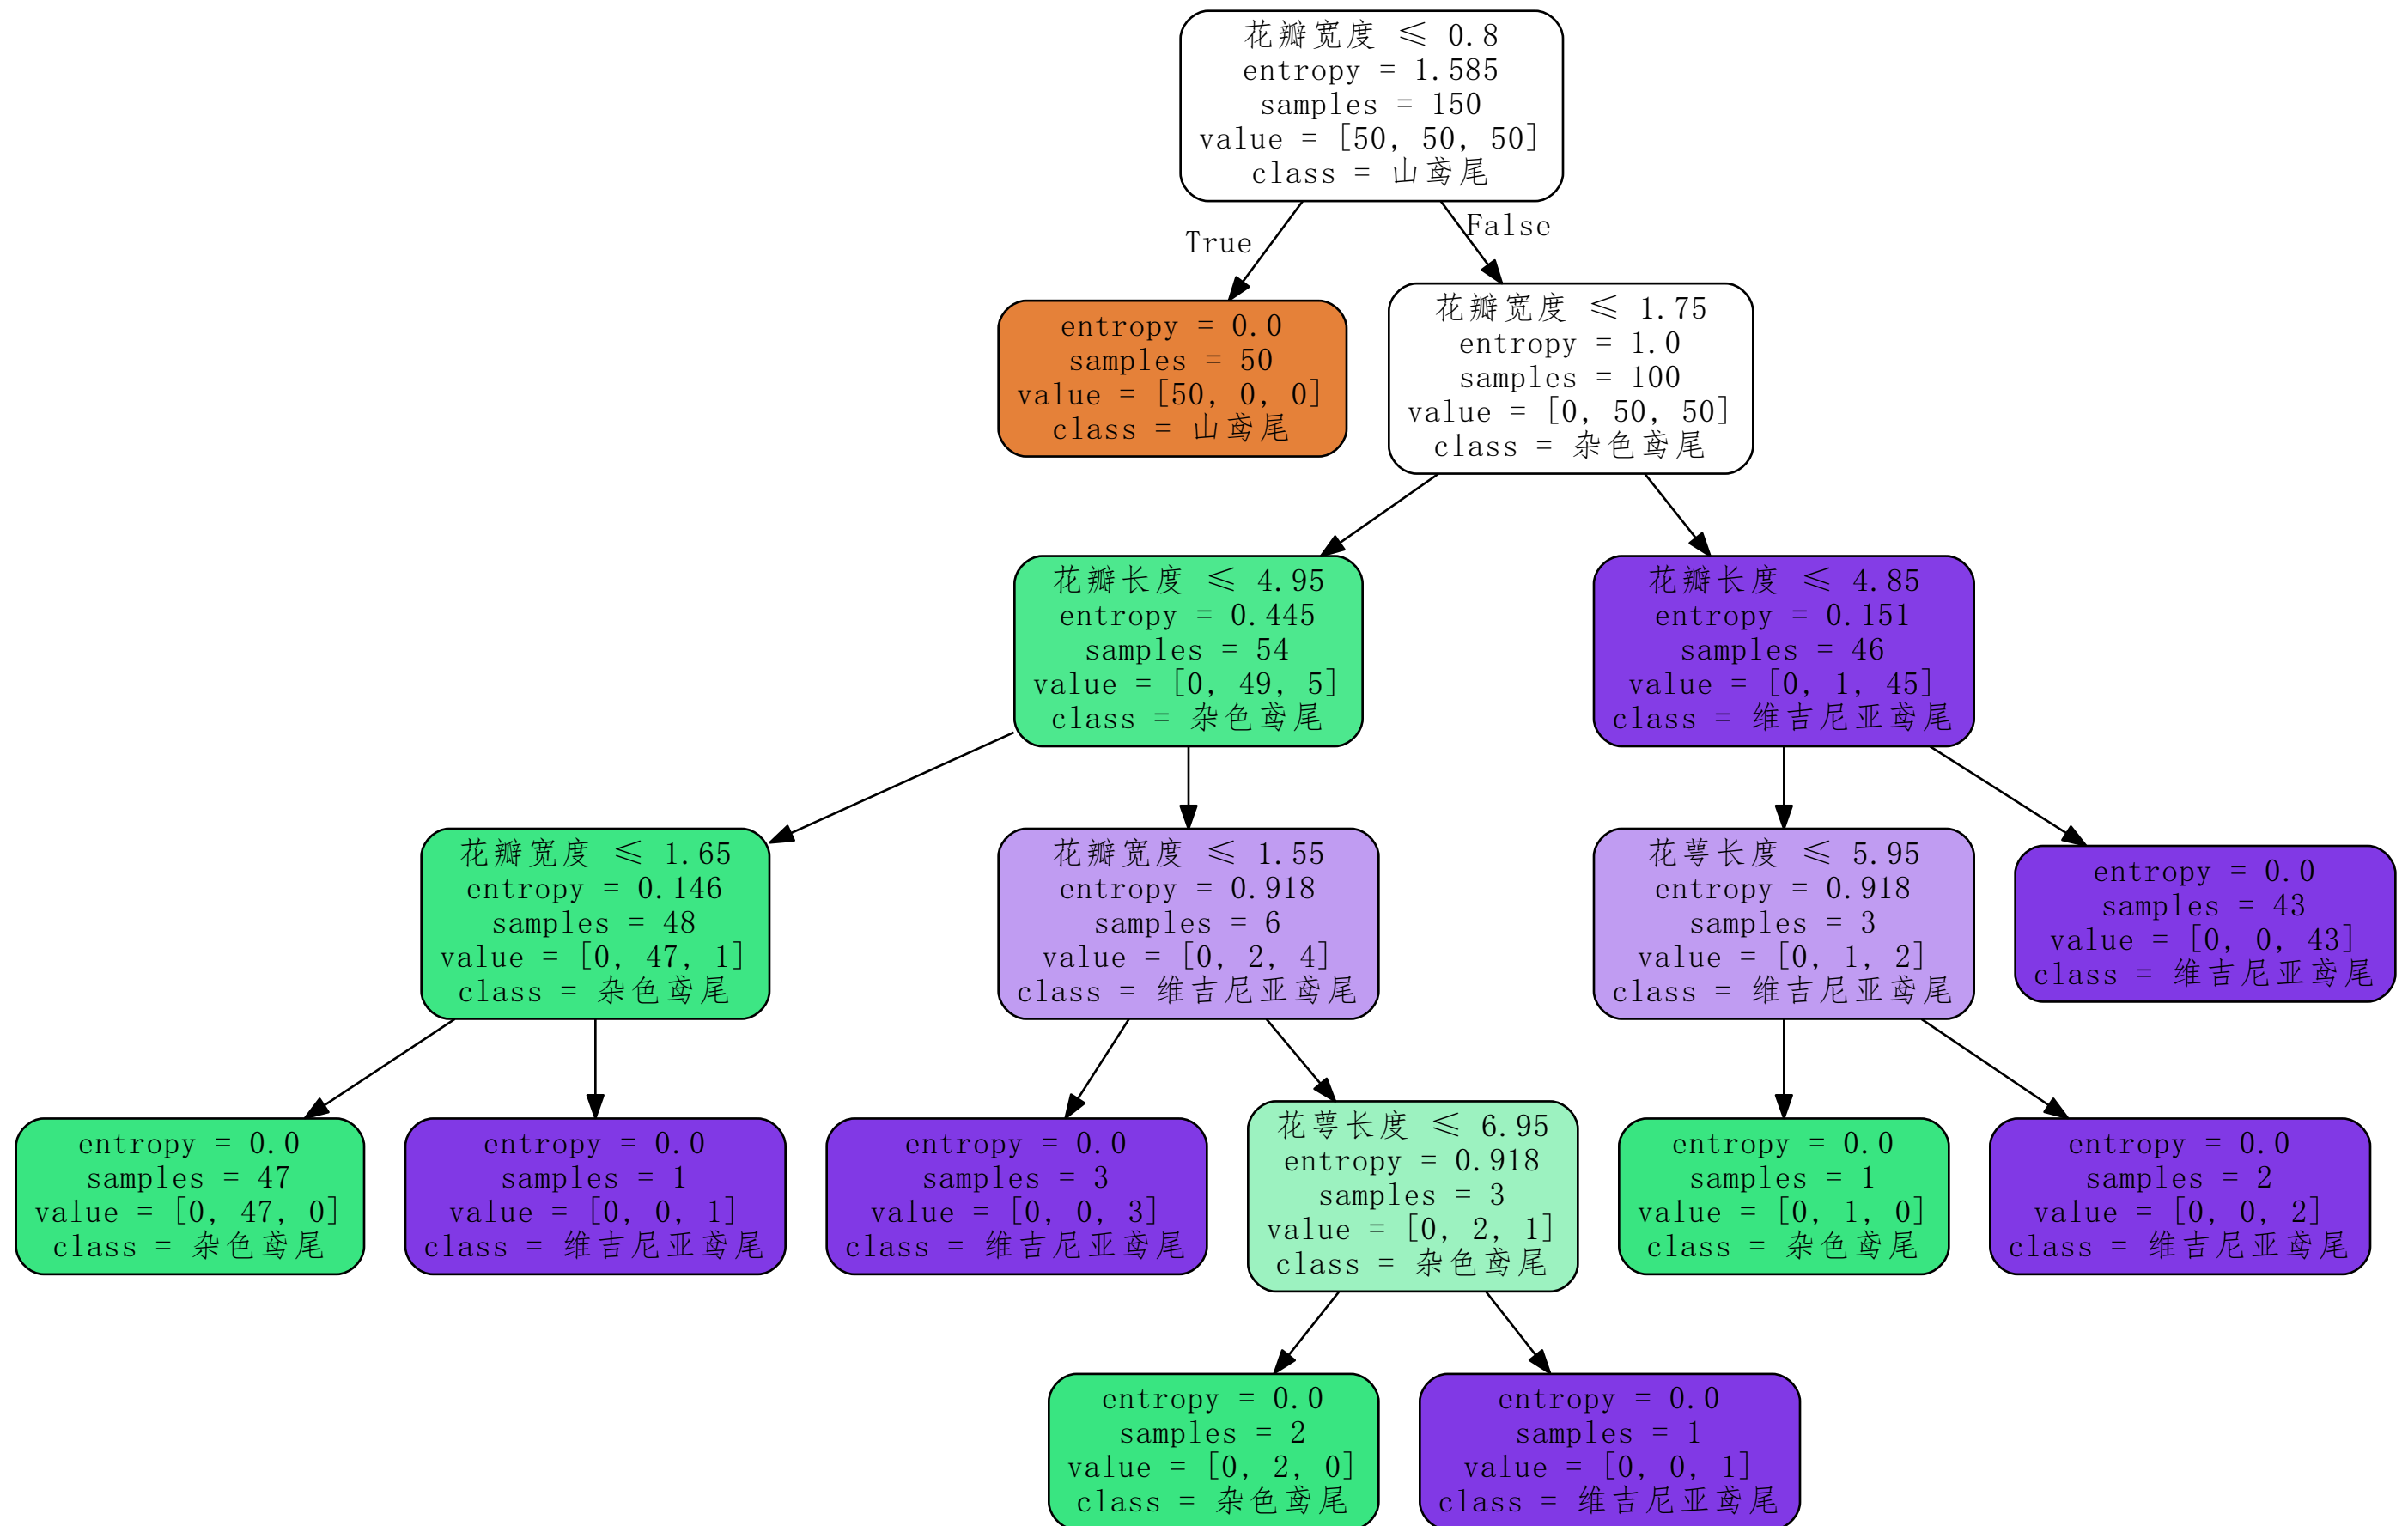 花瓣宽度 ≤ 0.8
entropy = 1.585
samples = 150
value = [50, 50, 50]
class = 山鸢尾
True
False
entropy = 0.0
samples = 50
value = [50, 0, 0]
class = 山鸢尾
花瓣宽度 ≤ 1.75
entropy = 1.0
samples = 100
value = [0, 50, 50]
class = 杂色鸢尾
花瓣长度 ≤ 4.95
entropy = 0.445
samples = 54
value = [0, 49, 5]
class = 杂色鸢尾
花瓣长度 ≤ 4.85
entropy = 0.151
samples = 46
value = [0, 1, 45]
class = 维吉尼亚鸢尾
花瓣宽度 ≤ 1.65
entropy = 0.146
samples = 48
value = [0, 47, 1]
class = 杂色鸢尾
花瓣宽度 ≤ 1.55
entropy = 0.918
samples = 6
value = [0, 2, 4]
class = 维吉尼亚鸢尾
花萼长度 ≤ 5.95
entropy = 0.918
samples = 3
value = [0, 1, 2]
class = 维吉尼亚鸢尾
entropy = 0.0
samples = 43
value = [0, 0, 43]
class = 维吉尼亚鸢尾
entropy = 0.0
samples = 47
value = [0, 47, 0]
class = 杂色鸢尾
entropy = 0.0
samples = 1
value = [0, 0, 1]
class = 维吉尼亚鸢尾
entropy = 0.0
samples = 3
value = [0, 0, 3]
class = 维吉尼亚鸢尾
花萼长度 ≤ 6.95
entropy = 0.918
samples = 3
value = [0, 2, 1]
class = 杂色鸢尾
entropy = 0.0
samples = 1
value = [0, 1, 0]
class = 杂色鸢尾
entropy = 0.0
samples = 2
value = [0, 0, 2]
class = 维吉尼亚鸢尾
entropy = 0.0
samples = 2
value = [0, 2, 0]
class = 杂色鸢尾
entropy = 0.0
samples = 1
value = [0, 0, 1]
class = 维吉尼亚鸢尾